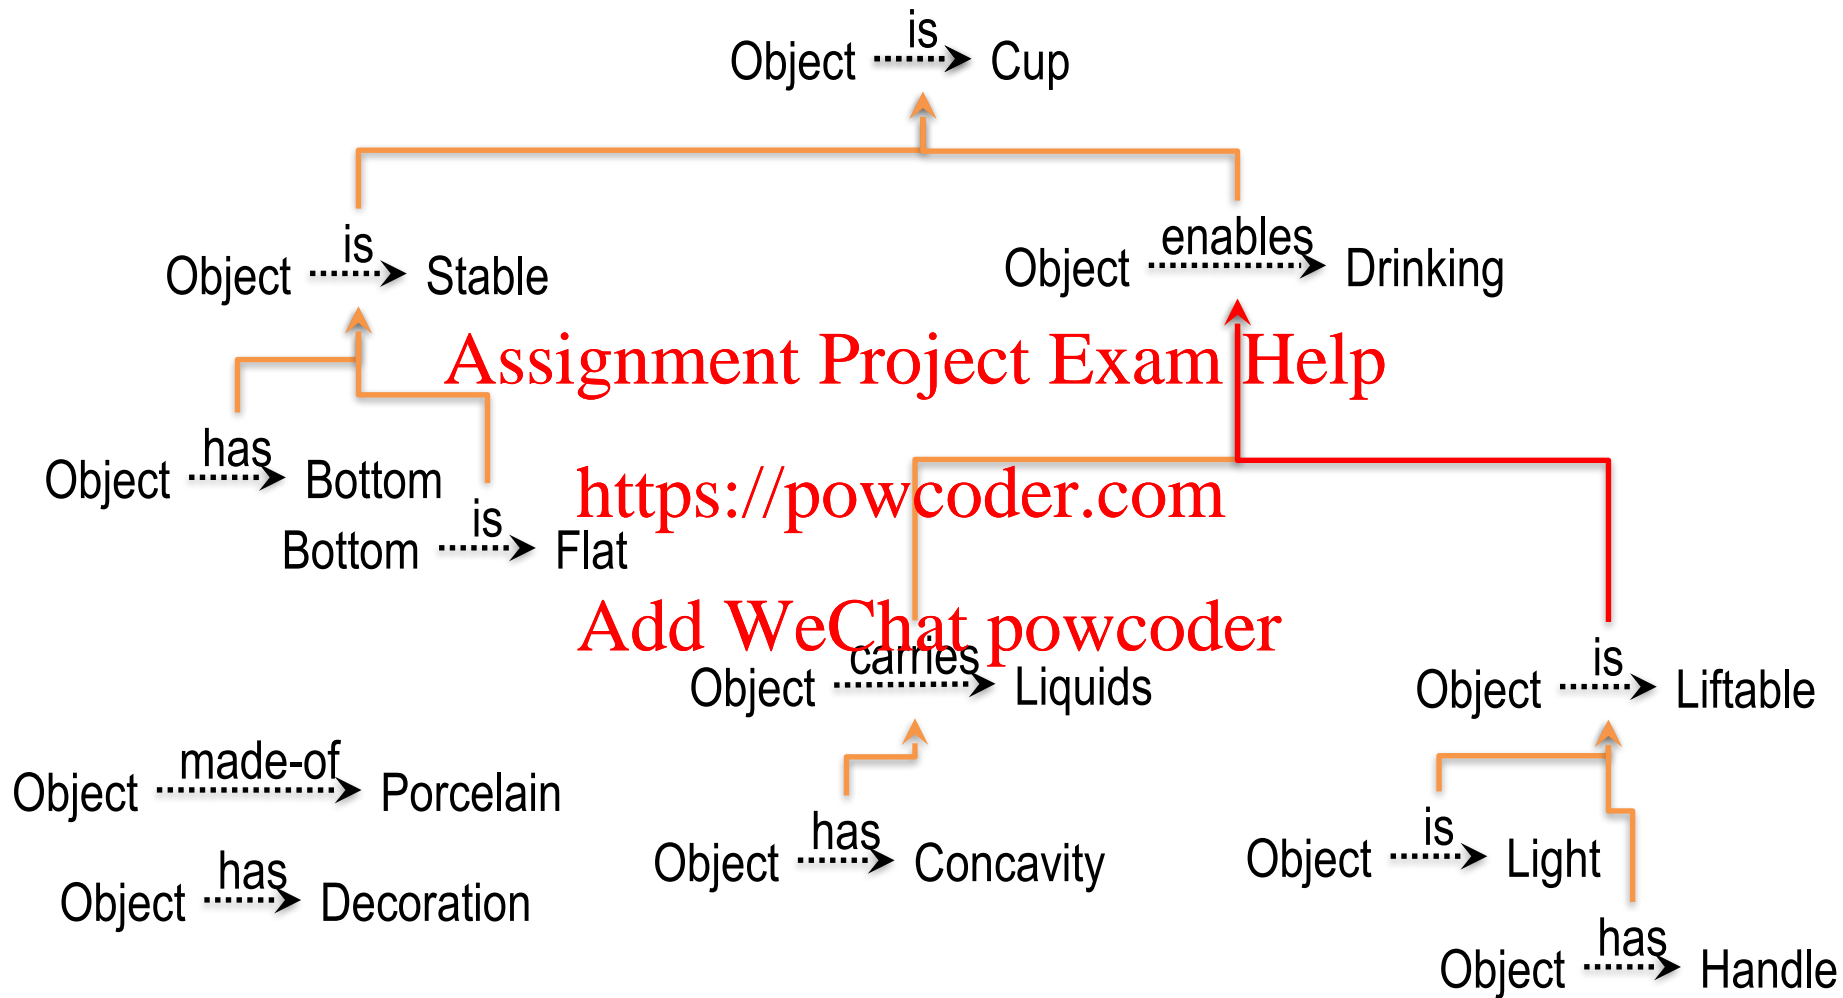 Object is Cup
Object is Stable
Object enables Drinking
Assignment Project Exam Help
Object has Bottom
https://powcoder.com
Bottom is Flat
Add WeChat powcoder
Object carries Liquids
Object is Liftable
Object made-of Porcelain
Object has Concavity
Object is Light
Object has Decoration
Object has Handle